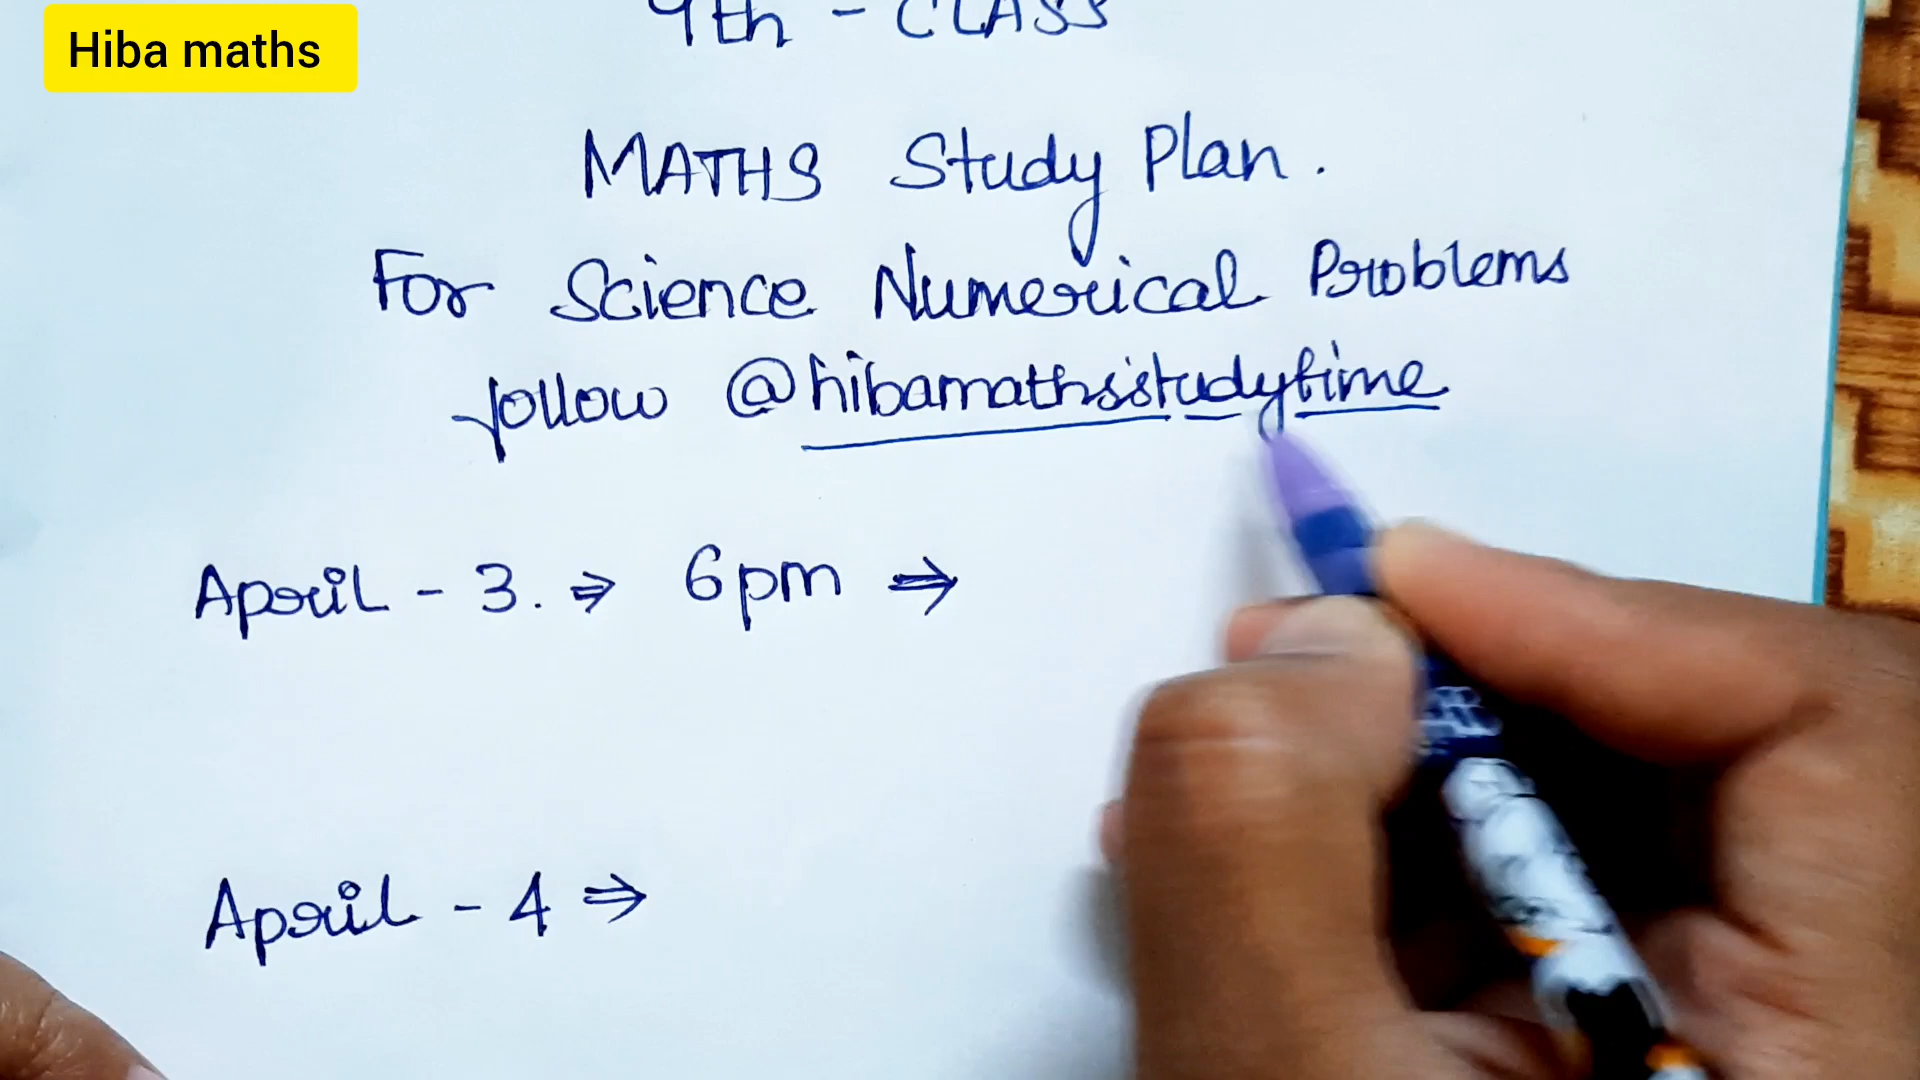 Hiba maths
9th - CLASS
MATHS Study Plan.
For Science Numerical Problems
follow @hibamathsstudytime
April - 3. ⇒ 6pm ⇒
April - 4 ⇒